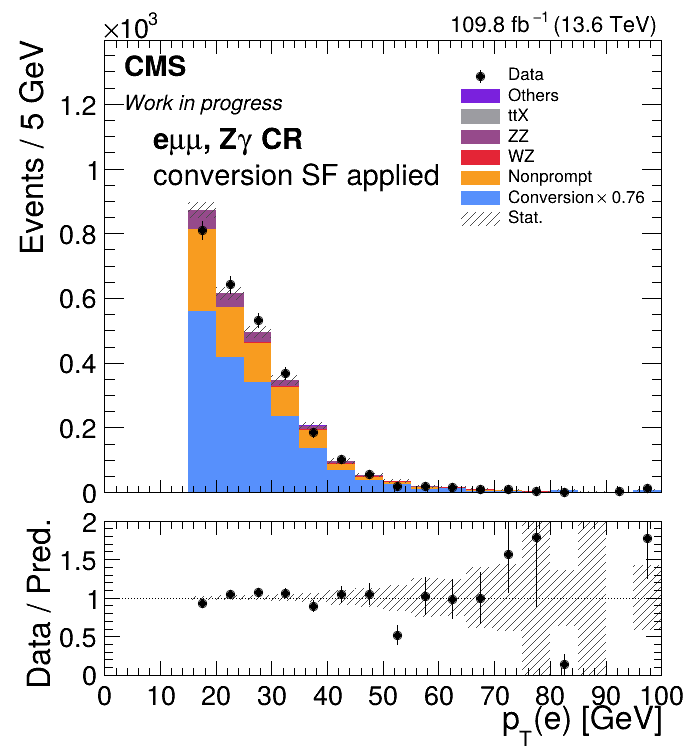 ×10³
109.8 fb⁻¹ (13.6 TeV)
CMS
Work in progress
eμμ, Zγ CR
conversion SF applied
Data
Others
ttX
ZZ
WZ
Nonprompt
Conversion × 0.76
Stat.
Events / 5 GeV
1.2
1
0.8
0.6
0.4
0.2
0
Data / Pred.
2
1.5
1
0.5
0
0 10 20 30 40 50 60 70 80 90 100
p_T(e) [GeV]